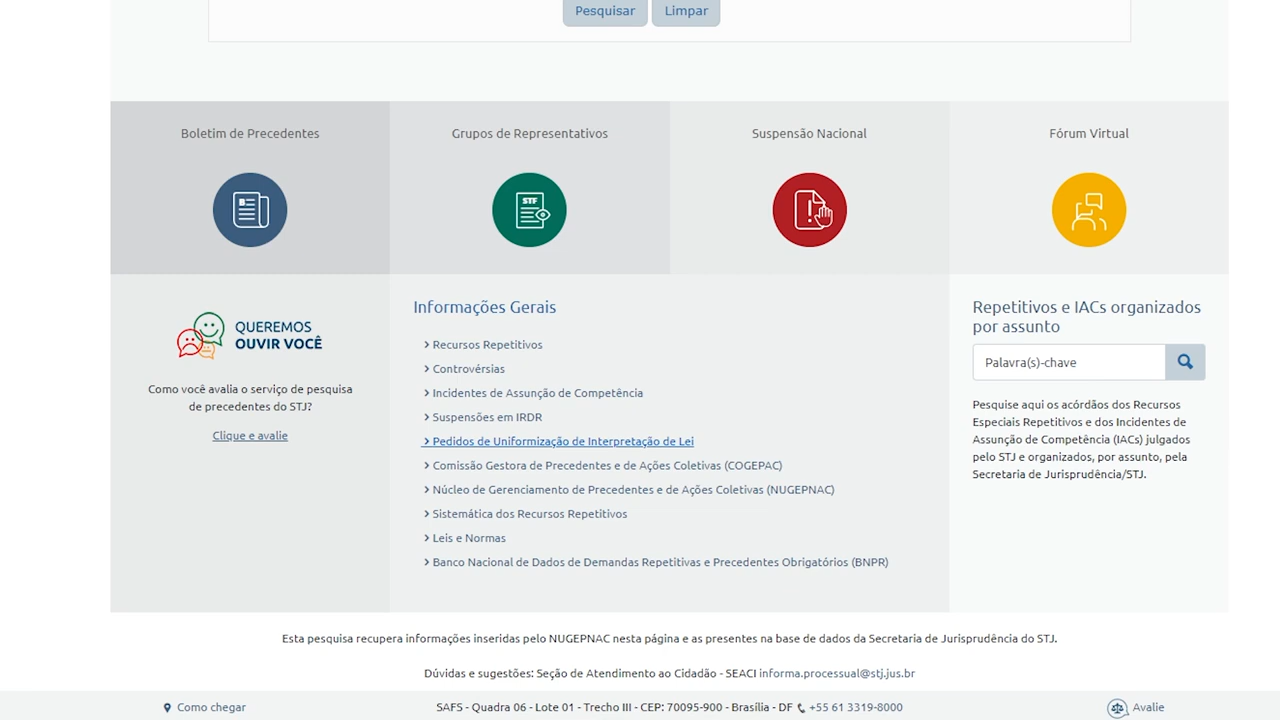 Pesquisar Limpar
Boletim de Precedentes
Grupos de Representativos
STF
Suspensão Nacional
Fórum Virtual
QUEREMOS
OUVIR VOCÊ
Como você avalia o serviço de pesquisa
de precedentes do STJ?
Clique e avalie
Informações Gerais
Recursos Repetitivos
Controvérsias
Incidentes de Assunção de Competência
Suspensões em IRDR
Pedidos de Uniformização de Interpretação de Lei
Comissão Gestora de Precedentes e de Ações Coletivas (COGEPAC)
Núcleo de Gerenciamento de Precedentes e de Ações Coletivas (NUGEPNAC)
Sistemática dos Recursos Repetitivos
Leis e Normas
Banco Nacional de Dados de Demandas Repetitivas e Precedentes Obrigatórios (BNPR)
Repetitivos e IACs organizados
por assunto
Palavra(s)-chave
Pesquise aqui os acórdãos dos Recursos
Especiais Repetitivos e dos Incidentes de
Assunção de Competência (IACs) julgados
pelo STJ e organizados, por assunto, pela
Secretaria de Jurisprudência/STJ.
Esta pesquisa recupera informações inseridas pelo NUGEPNAC nesta página e as presentes na base de dados da Secretaria de Jurisprudência do STJ.
Dúvidas e sugestões: Seção de Atendimento ao Cidadão - SEACI informa.processual@stj.jus.br
Como chegar
SAFS - Quadra 06 - Lote 01 - Trecho III - CEP: 70095-900 - Brasília - DF +55 61 3319-8000
Avalie